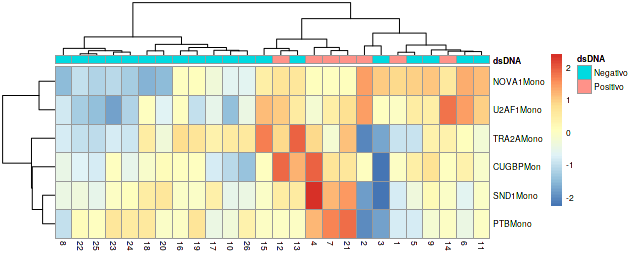 dsDNA
dsDNA
Negativo
Positivo
2
1
0
-1
-2
NOVA1Mono
U2AF1Mono
TRA2AMono
CUGBPMon
SND1Mono
PTBMono
8 22 25 23 24 18 20 16 19 17 10 26 15 12 13 4 7 21 2 3 1 5 9 14 6 11